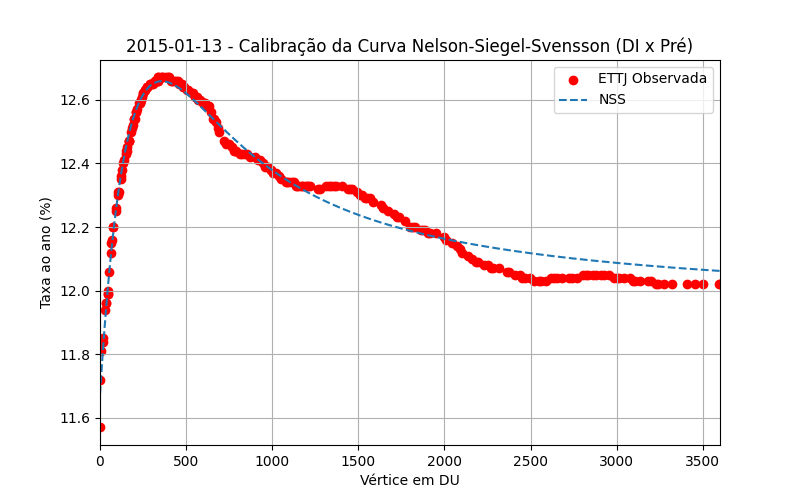 2015-01-13 - Calibração da Curva Nelson-Siegel-Svensson (DI x Pré)
ETTJ Observada
NSS
Taxa ao ano (%)
12.6
12.4
12.2
12.0
11.8
11.6
0 500 1000 1500 2000 2500 3000 3500
Vértice em DU